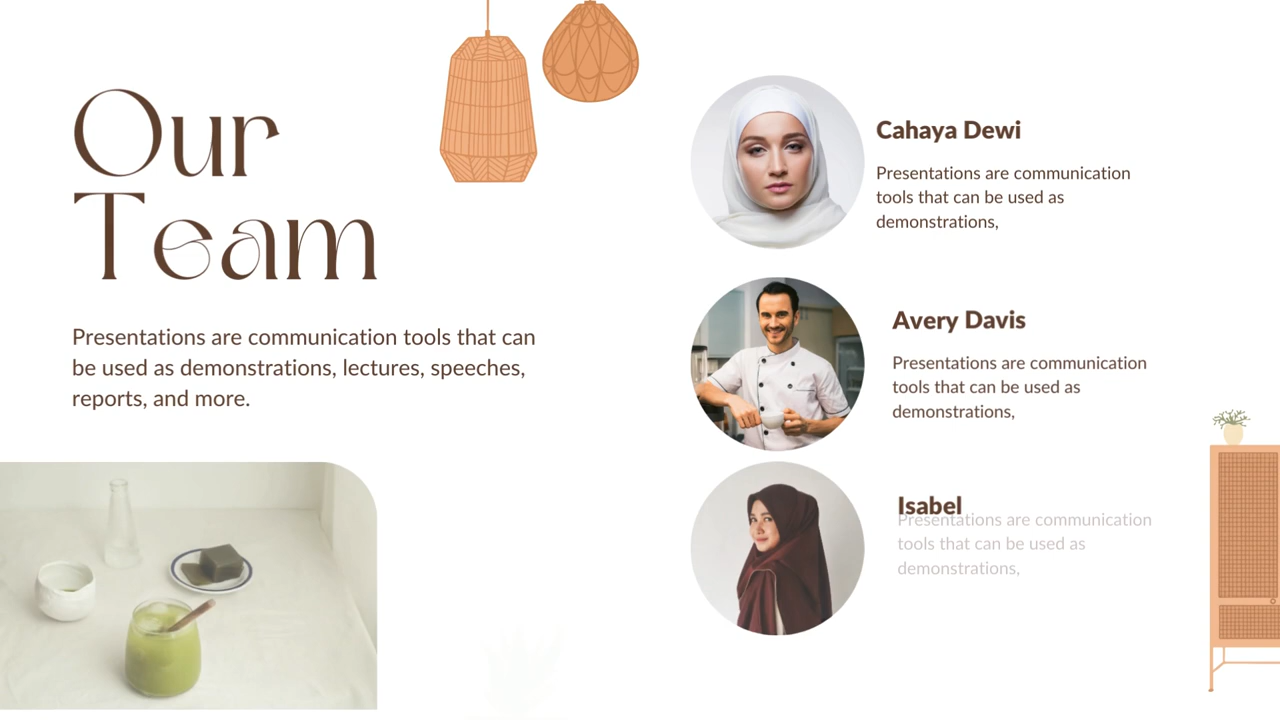 Our
Team
Presentations are communication tools that can
be used as demonstrations, lectures, speeches,
reports, and more.
Cahaya Dewi
Presentations are communication
tools that can be used as
demonstrations,
Avery Davis
Presentations are communication
tools that can be used as
demonstrations,
Isabel
Presentations are communication
tools that can be used as
demonstrations,